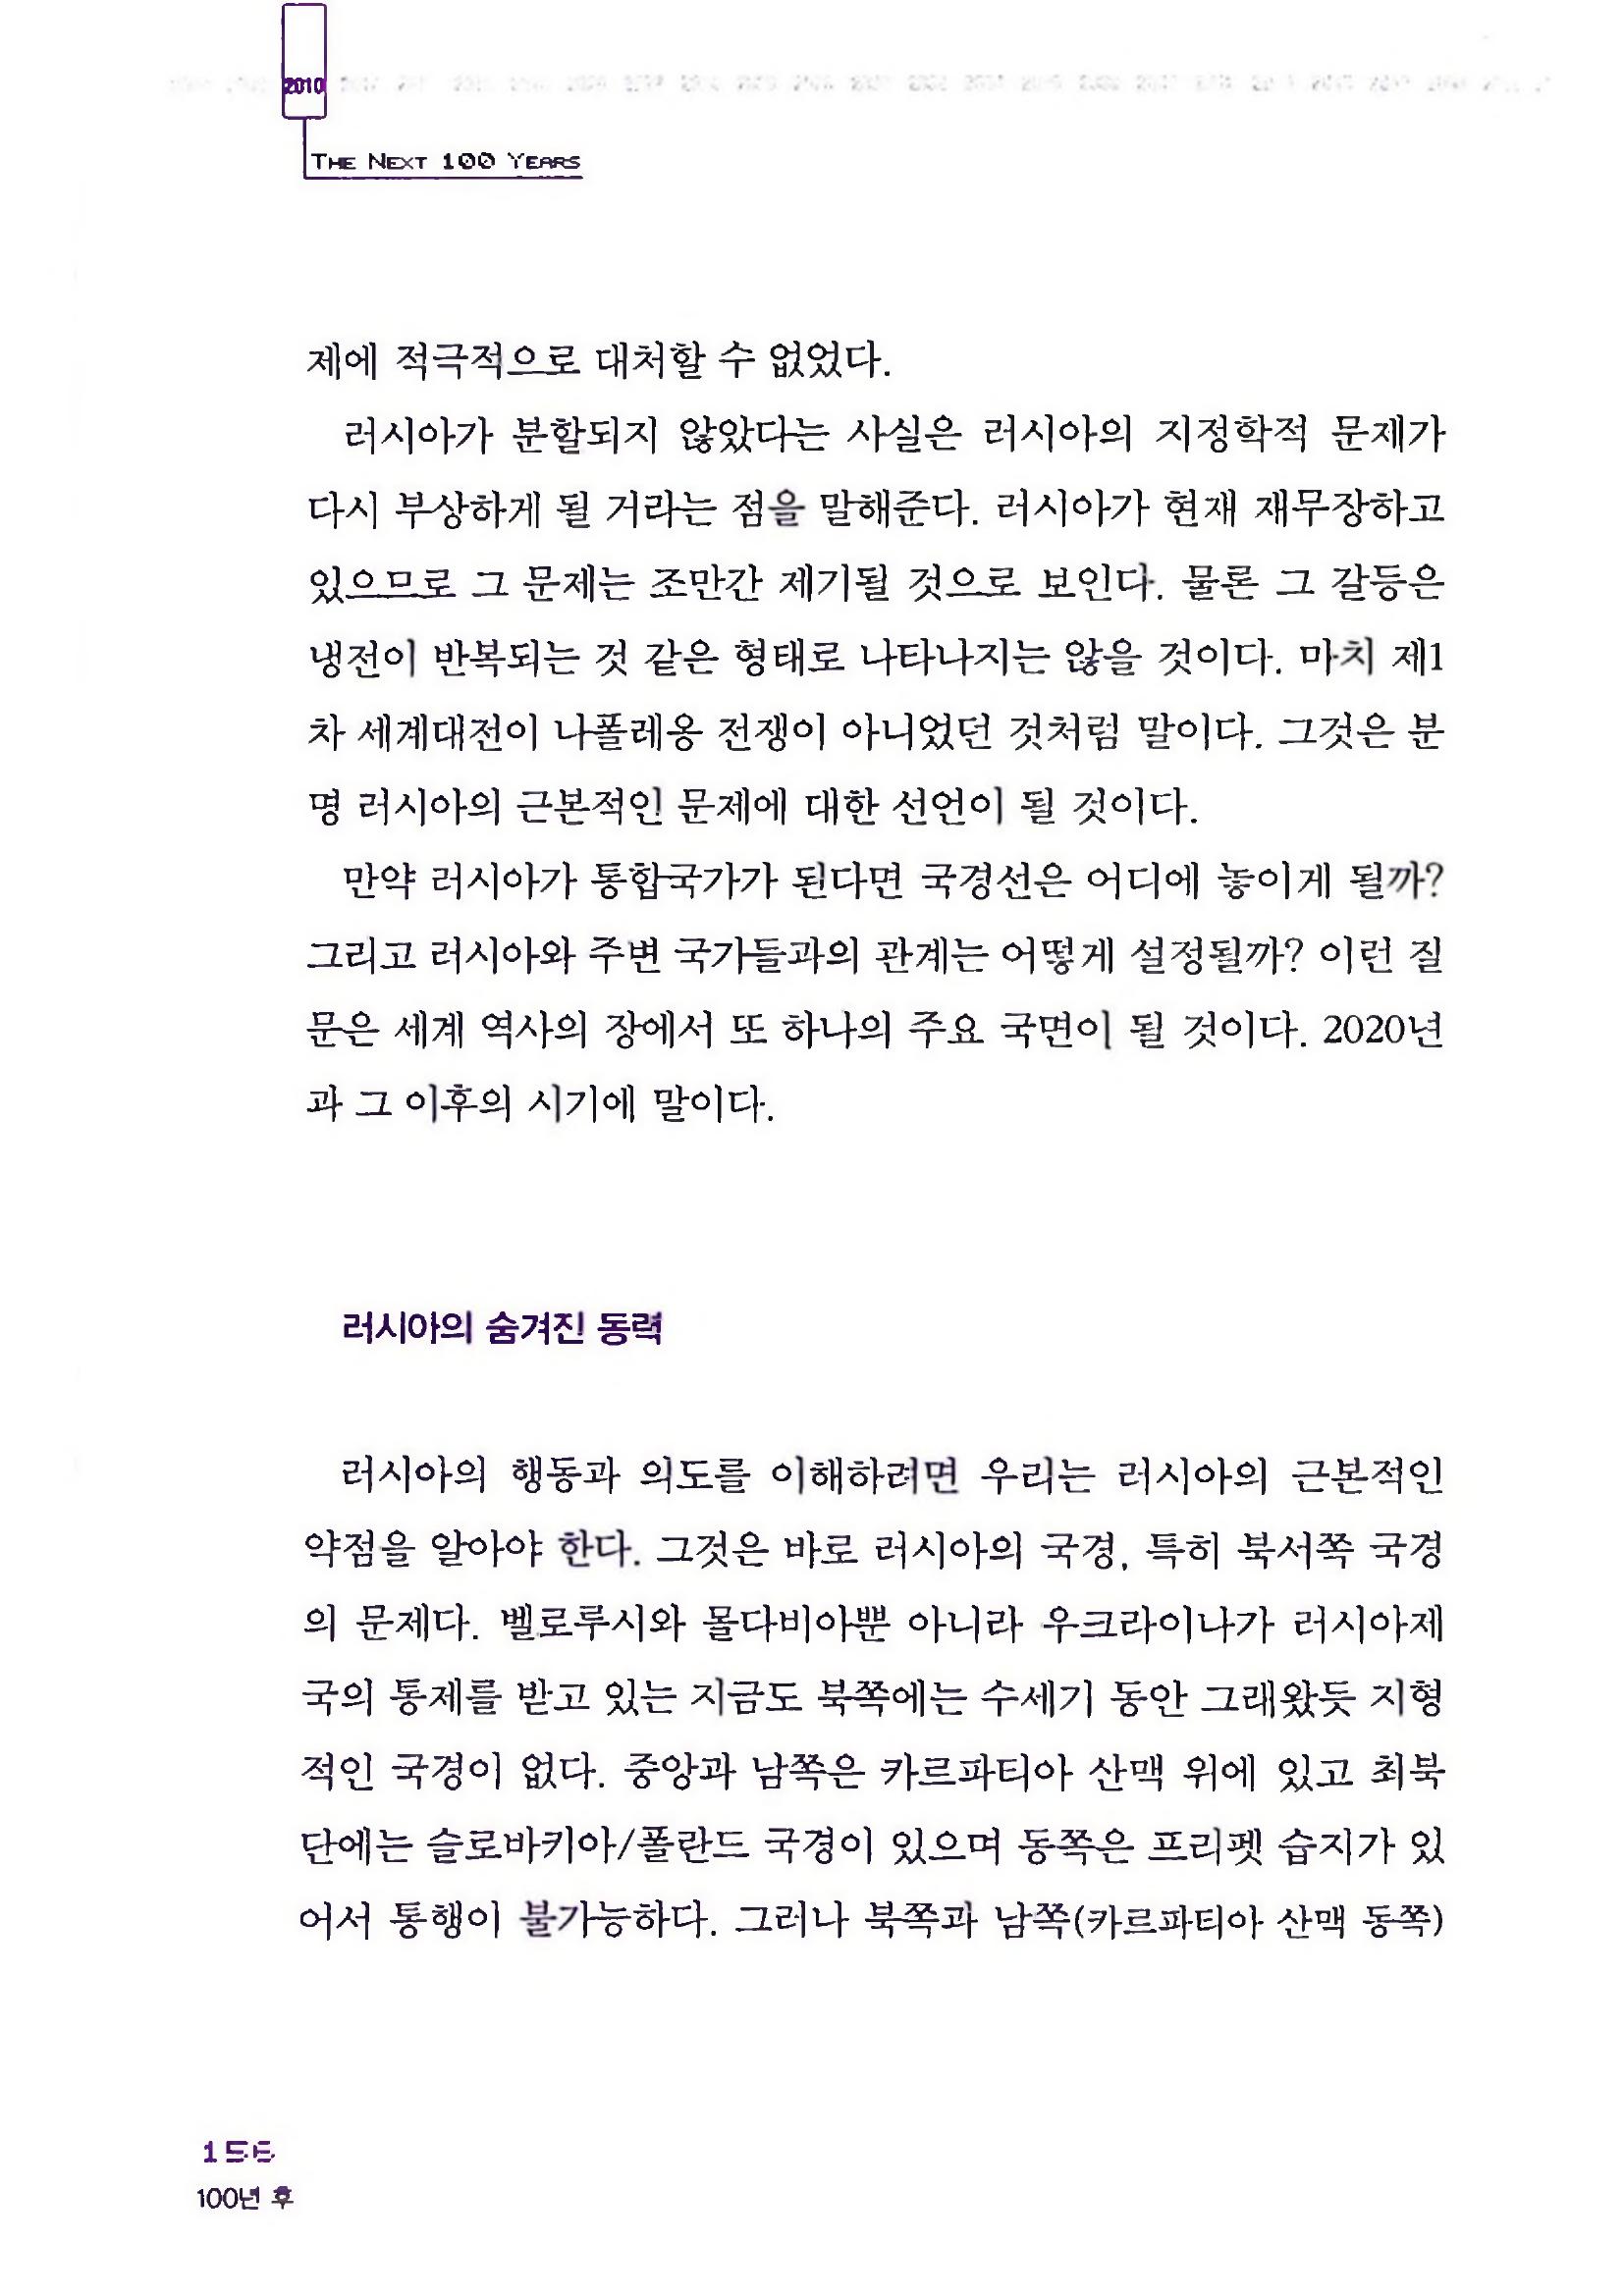 2010
THE NEXT 100 YEARS
제에 적극적으로 대처할 수 없었다.
러시아가 분할되지 않았다는 사실은 러시아의 지정학적 문제가
다시 부상하게 될 거라는 점을 말해준다. 러시아가 현재 재무장하고
있으므로 그 문제는 조만간 제기될 것으로 보인다. 물론 그 갈등은
냉전이 반복되는 것 같은 형태로 나타나지는 않을 것이다. 마치 제1
차 세계대전이 나폴레옹 전쟁이 아니었던 것처럼 말이다. 그것은 분
명 러시아의 근본적인 문제에 대한 선언이 될 것이다.
만약 러시아가 통합국가가 된다면 국경선은 어디에 놓이게 될까?
그리고 러시아와 주변 국가들과의 관계는 어떻게 설정될까? 이런 질
문은 세계 역사의 장에서 또 하나의 주요 국면이 될 것이다. 2020년
과 그 이후의 시기에 말이다.
러시아의 숨겨진 동력
러시아의 행동과 의도를 이해하려면 우리는 러시아의 근본적인
약점을 알아야 한다. 그것은 바로 러시아의 국경, 특히 북서쪽 국경
의 문제다. 벨로루시와 몰다비아뿐 아니라 우크라이나가 러시아제
국의 통제를 받고 있는 지금도 북쪽에는 수세기 동안 그래왔듯 지형
적인 국경이 없다. 중앙과 남쪽은 카르파티아 산맥 위에 있고 최북
단에는 슬로바키아/폴란드 국경이 있으며 동쪽은 프리펫 습지가 있
어서 통행이 불가능하다. 그러나 북쪽과 남쪽(카르파티아 산맥 동쪽)
156
100년 후